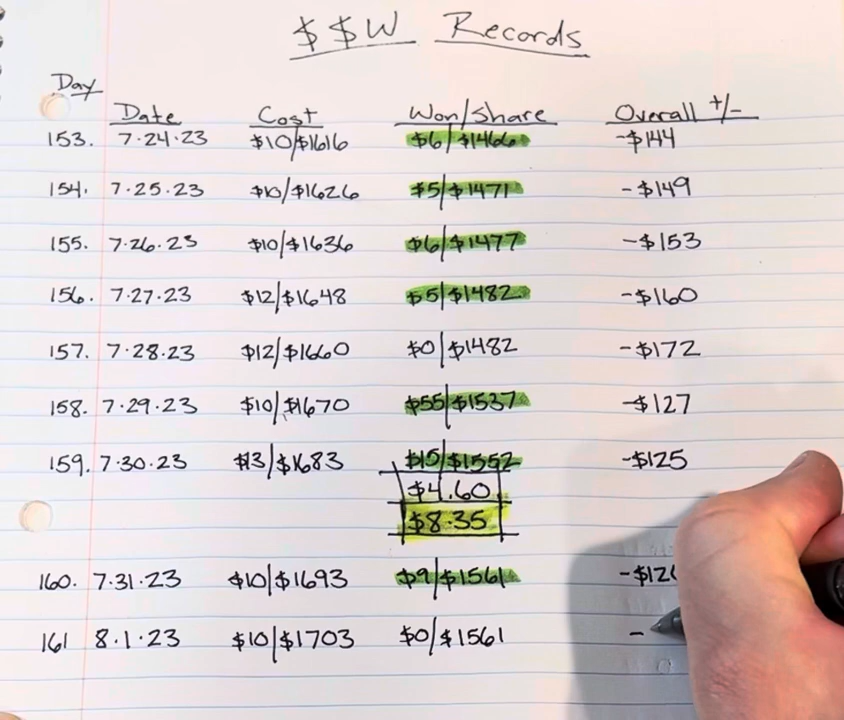 $$W Records
Day
Date Cost Won/Share Overall +/-
153. 7.24.23 $10/$1616 $6/$1466 -$144
154. 7.25.23 $10/$1626 $5/$1471 -$149
155. 7.26.23 $10/$1636 $6/$1477 -$153
156. 7.27.23 $12/$1648 $5/$1482 -$160
157. 7.28.23 $12/$1660 $0/$1482 -$172
158. 7.29.23 $10/$1670 $55/$1537 -$127
159. 7.30.23 $13/$1683 $15/$1552 -$125
$4.60
$8.35
160. 7.31.23 $10/$1693 $9/$1561
161 8.1.23 $10/$1703 $0/$1561 -